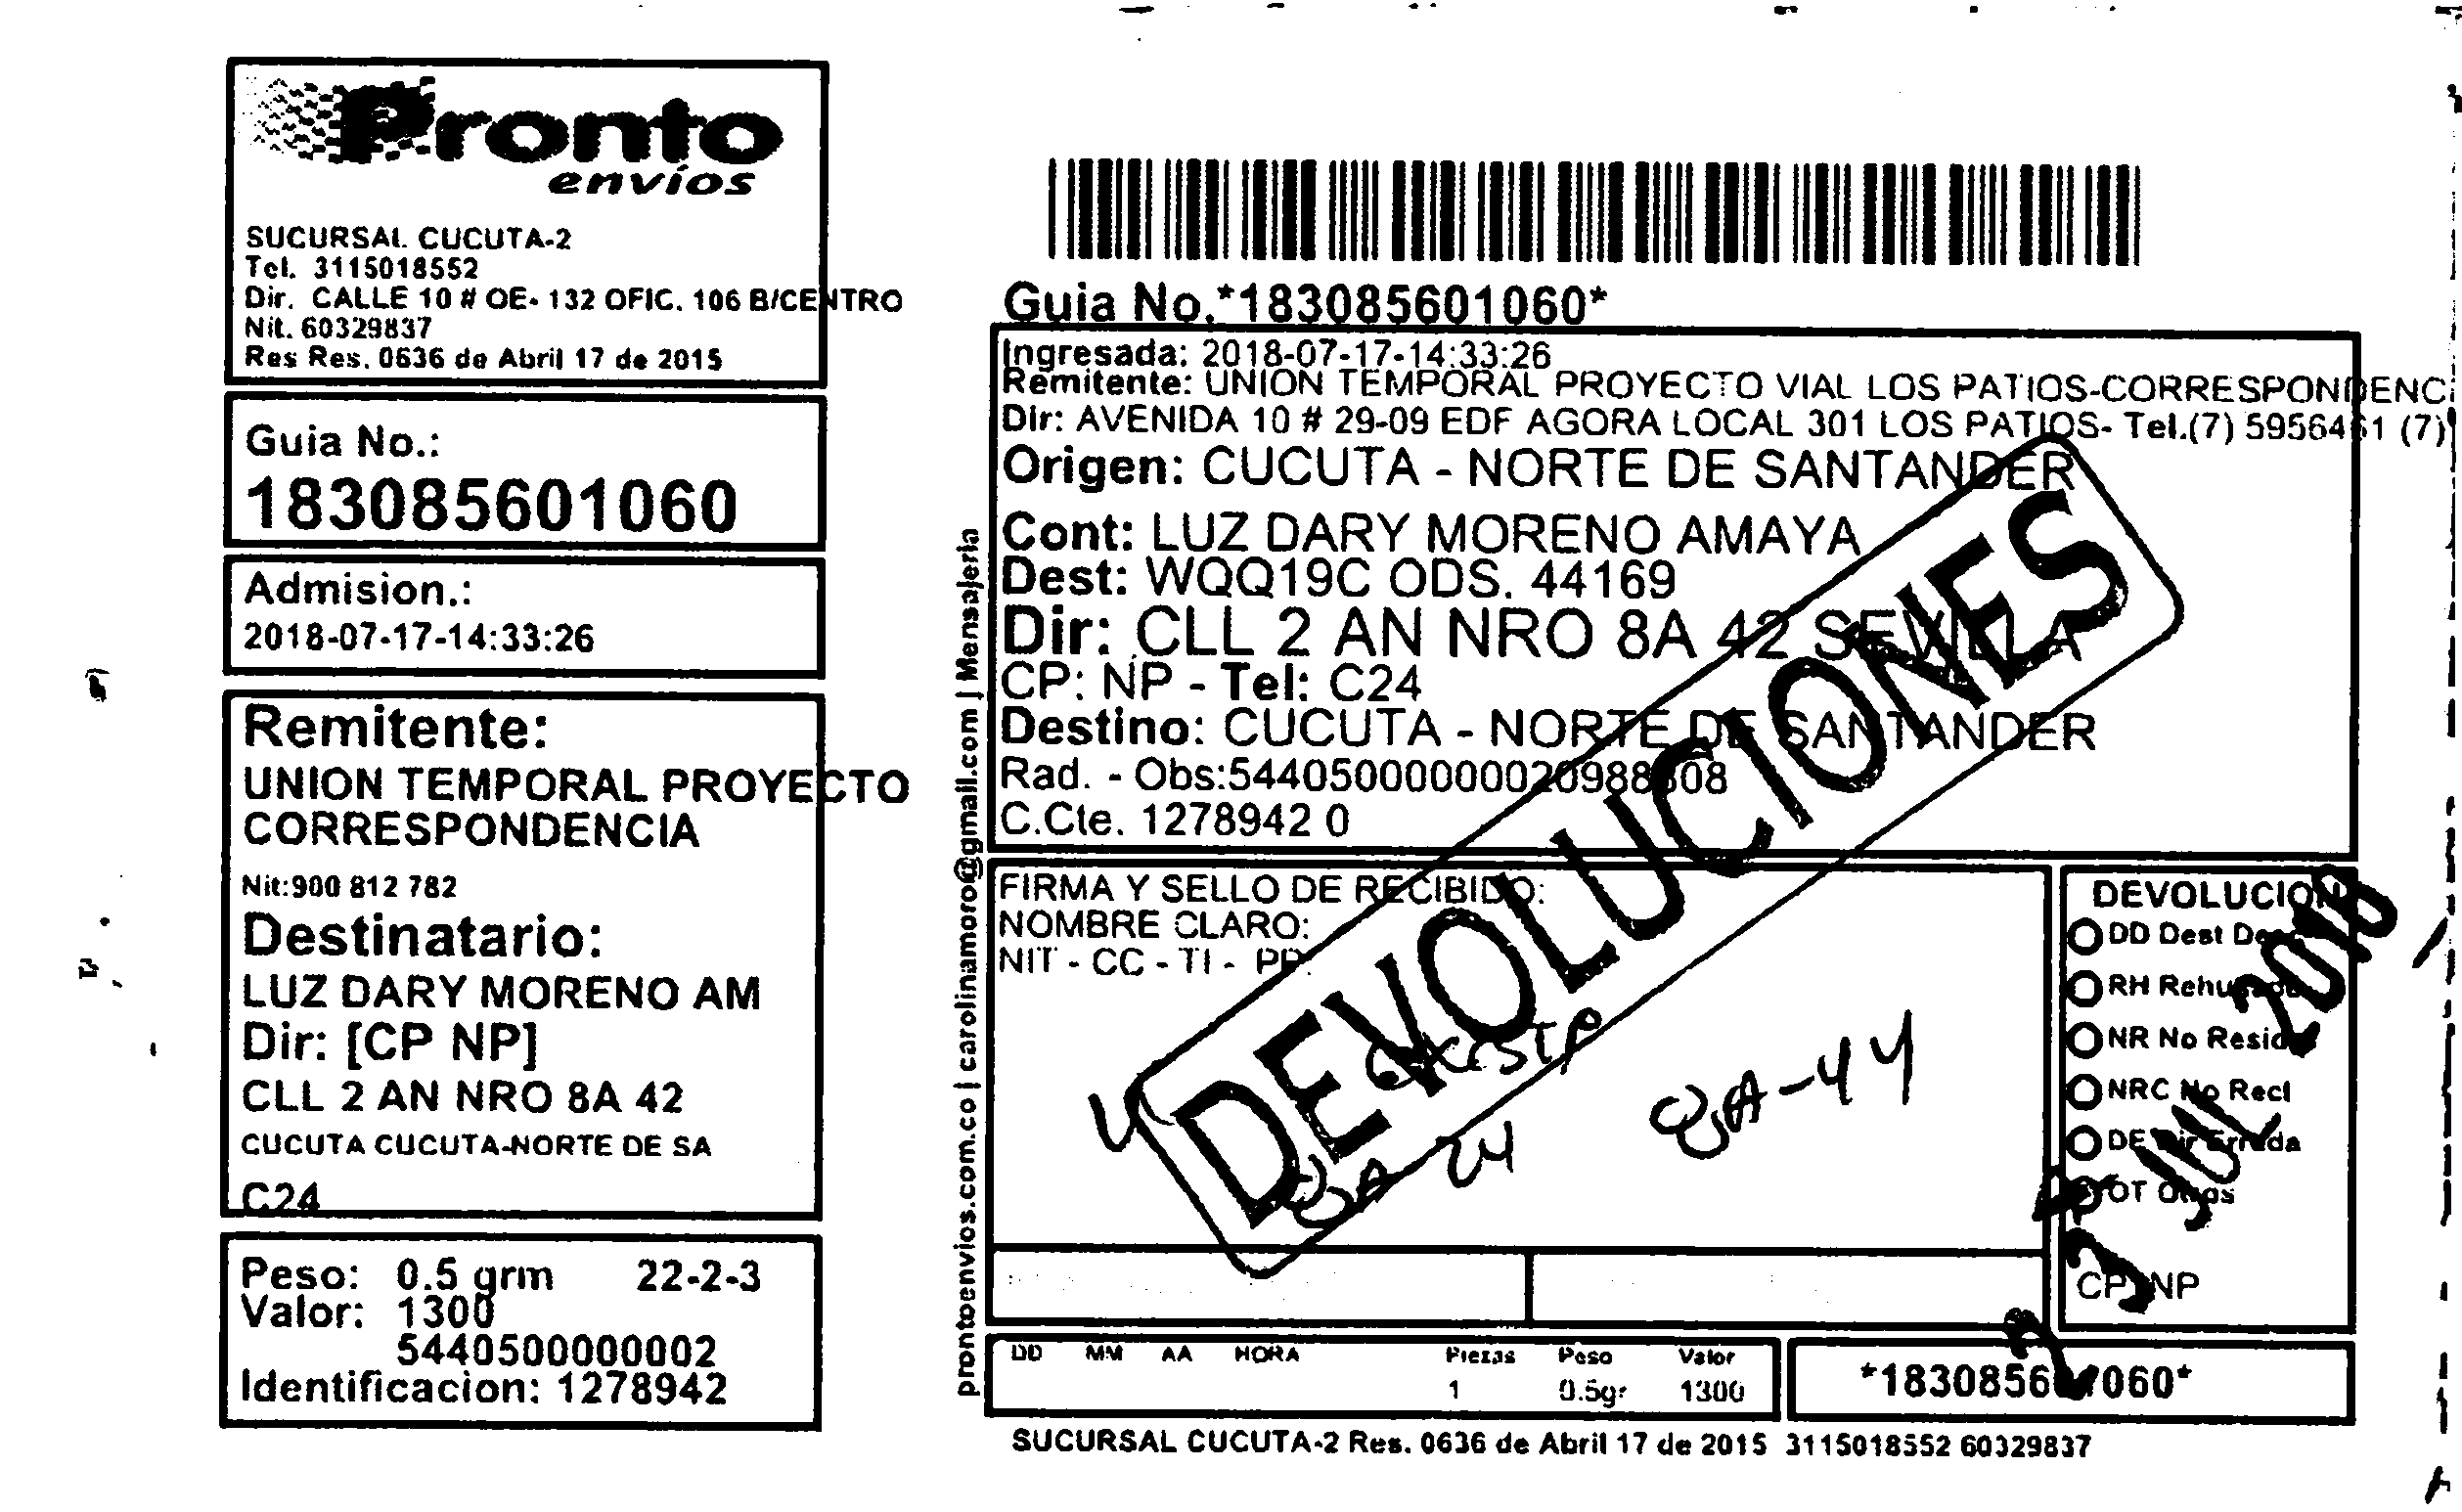 Pronto
envíos
SUCURSAL CUCUTA-2
Tel. 3115018552
Dir. CALLE 10 # OE- 132 OFIC. 106 B/CENTRO
Nit. 60329837
Res Res. 0636 de Abril 17 de 2015
Guia No.:
183085601060
Admision.:
2018-07-17-14:33:26
Remitente:
UNION TEMPORAL PROYECTO
CORRESPONDENCIA
Nit:900 812 782
Destinatario:
LUZ DARY MORENO AM
Dir: [CP NP]
CLL 2 AN NRO 8A 42
CUCUTA CUCUTA-NORTE DE SA
C24
Peso: 0.5 grm 22-2-3
Valor: 1300
5440500000002
Identificacion: 1278942
prontoenvios.com.co | carolinamoro@gmail.com | Mensajeria
Guia No.*183085601060*
Ingresada: 2018-07-17-14:33:26
Remitente: UNION TEMPORAL PROYECTO VIAL LOS PATIOS-CORRESPONDENCI
Dir: AVENIDA 10 # 29-09 EDF AGORA LOCAL 301 LOS PATIOS- Tel.(7) 5956461 (7)
Origen: CUCUTA - NORTE DE SANTANDER
Cont: LUZ DARY MORENO AMAYA
Dest: WQQ19C ODS. 44169
Dir: CLL 2 AN NRO 8A 42 SEVILLA
CP: NP - Tel: C24
Destino: CUCUTA - NORTE DE SANTANDER
Rad. - Obs:
C.Cte. 1278942 0
DEVOLUCIONES
FIRMA Y SELLO DE RECIBIDO:
NOMBRE CLARO:
NIT - CC - TI - PP:
8A-44
8A 24
DEVOLUCION
DD Dest
RH Rehusado
NR No Resid
NRC No Recl
DE Dir Errada
OT Otros
JUL 2018
CP: NP
DD MM AA HORA Piezas Peso Valor
1 0.5gr 1300
*183085601060*
SUCURSAL CUCUTA-2 Res. 0636 de Abril 17 de 2015 3115018552 60329837